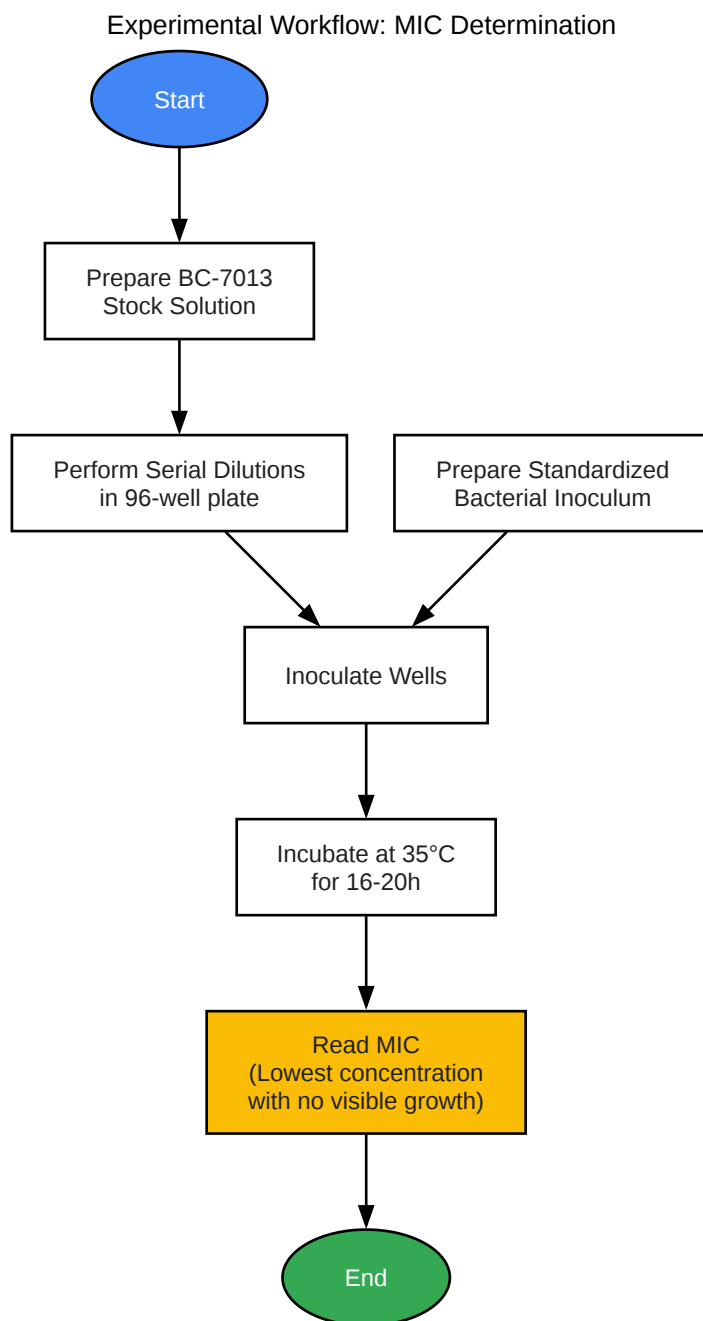 Experimental Workflow: MIC Determination
Start
Prepare BC-7013
Stock Solution
Perform Serial Dilutions
in 96-well plate
Prepare Standardized
Bacterial Inoculum
Inoculate Wells
Incubate at 35°C
for 16-20h
Read MIC
(Lowest concentration
with no visible growth)
End